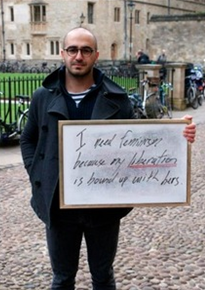 I need feminism
because my liberation
is bound up with hers.